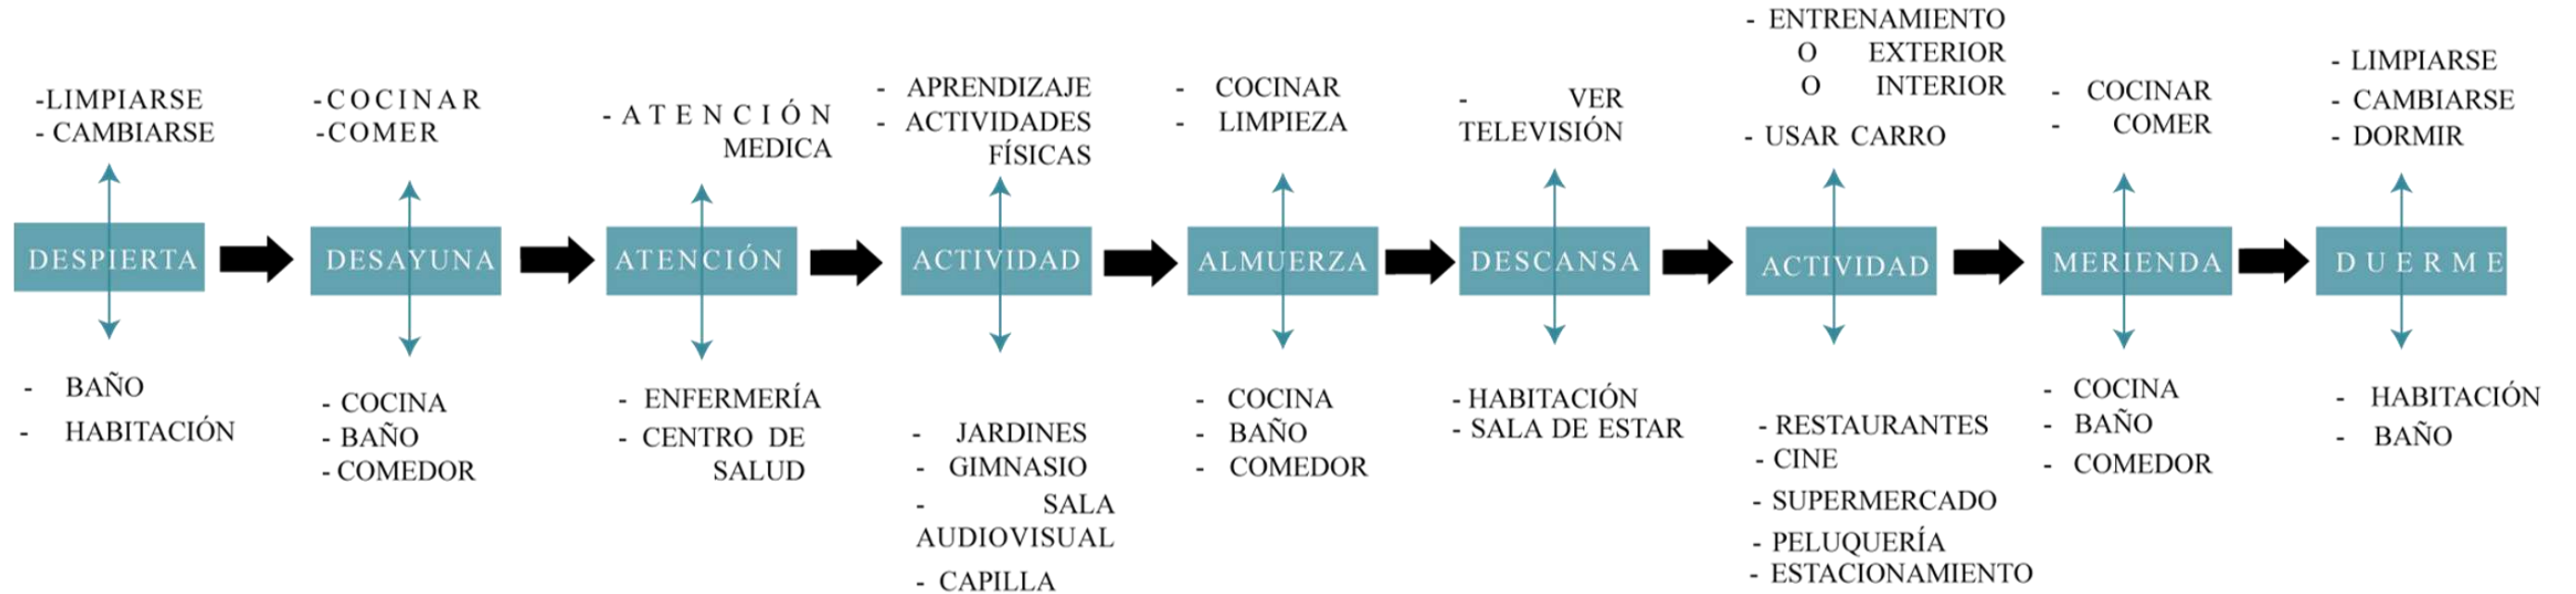 -LIMPIARSE
- CAMBIARSE
DESPIERTA
- BAÑO
- HABITACIÓN
-COCINAR
-COMER
DESAYUNA
- COCINA
- BAÑO
- COMEDOR
- ATENCIÓN
MEDICA
ATENCIÓN
- ENFERMERÍA
- CENTRO DE
SALUD
- APRENDIZAJE
- ACTIVIDADES
FÍSICAS
ACTIVIDAD
- JARDINES
- GIMNASIO
- SALA
AUDIOVISUAL
- CAPILLA
- COCINAR
- LIMPIEZA
ALMUERZA
- COCINA
- BAÑO
- COMEDOR
- VER
TELEVISIÓN
DESCANSA
- HABITACIÓN
- SALA DE ESTAR
- ENTRENAMIENTO
O EXTERIOR
O INTERIOR
- USAR CARRO
ACTIVIDAD
- RESTAURANTES
- CINE
- SUPERMERCADO
- PELUQUERÍA
- ESTACIONAMIENTO
- COCINAR
- COMER
MERIENDA
- COCINA
- BAÑO
- COMEDOR
- LIMPIARSE
- CAMBIARSE
- DORMIR
DUERME
- HABITACIÓN
- BAÑO